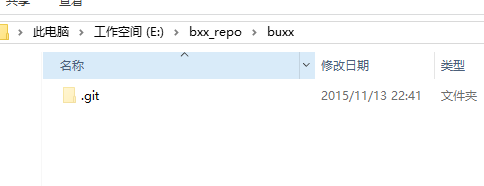 共享 查看
此电脑 > 工作空间 (E:) > bxx_repo > buxx
名称 修改日期 类型
.git 2015/11/13 22:41 文件夹